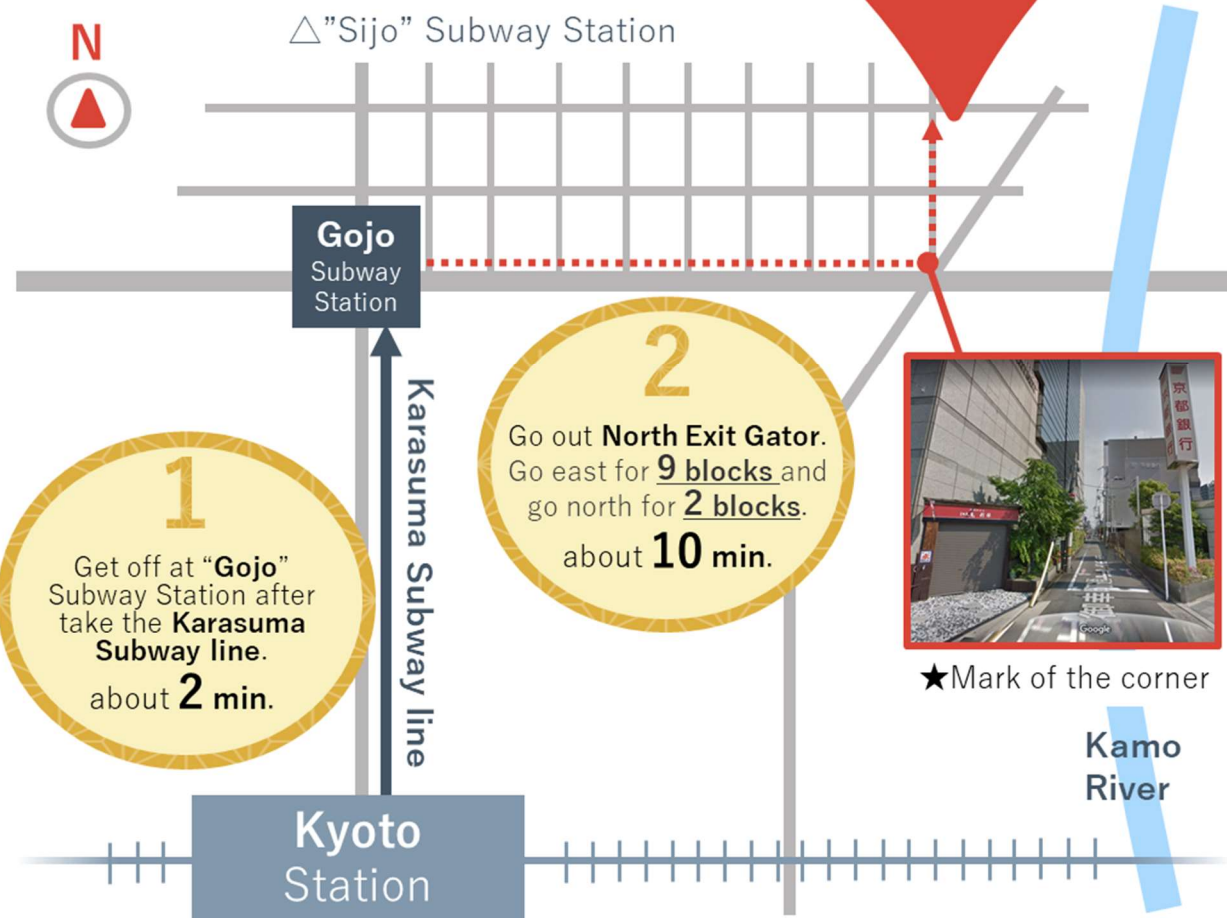 N
△"Sijo" Subway Station
Gojo
Subway
Station
Karasuma Subway line
1
Get off at "Gojo"
Subway Station after
take the Karasuma
Subway line.
about 2 min.
2
Go out North Exit Gator.
Go east for 9 blocks and
go north for 2 blocks.
about 10 min.
京都銀行
Google
★Mark of the corner
Kamo
River
Kyoto
Station